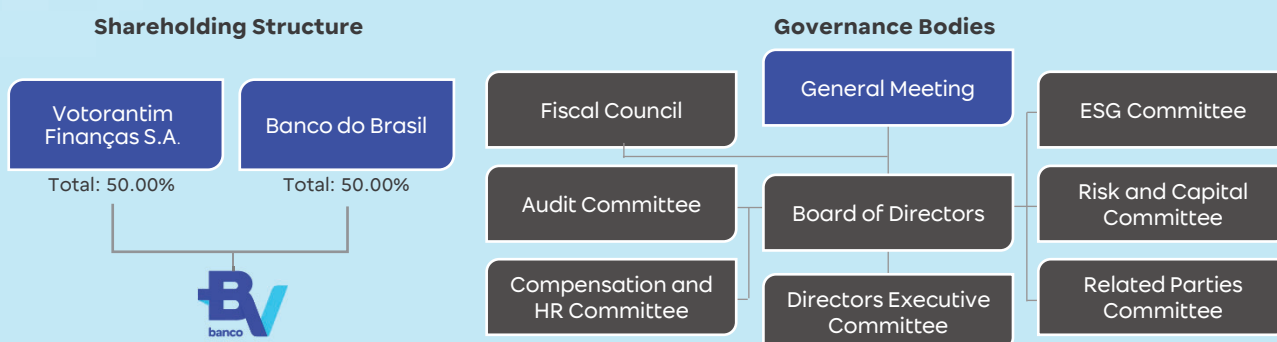 Shareholding Structure
Votorantim
Finanças S.A.
Total: 50.00%
Banco do Brasil
Total: 50.00%
BV
banco
Governance Bodies
General Meeting
Fiscal Council
Audit Committee
Compensation and
HR Committee
Board of Directors
Directors Executive
Committee
ESG Committee
Risk and Capital
Committee
Related Parties
Committee